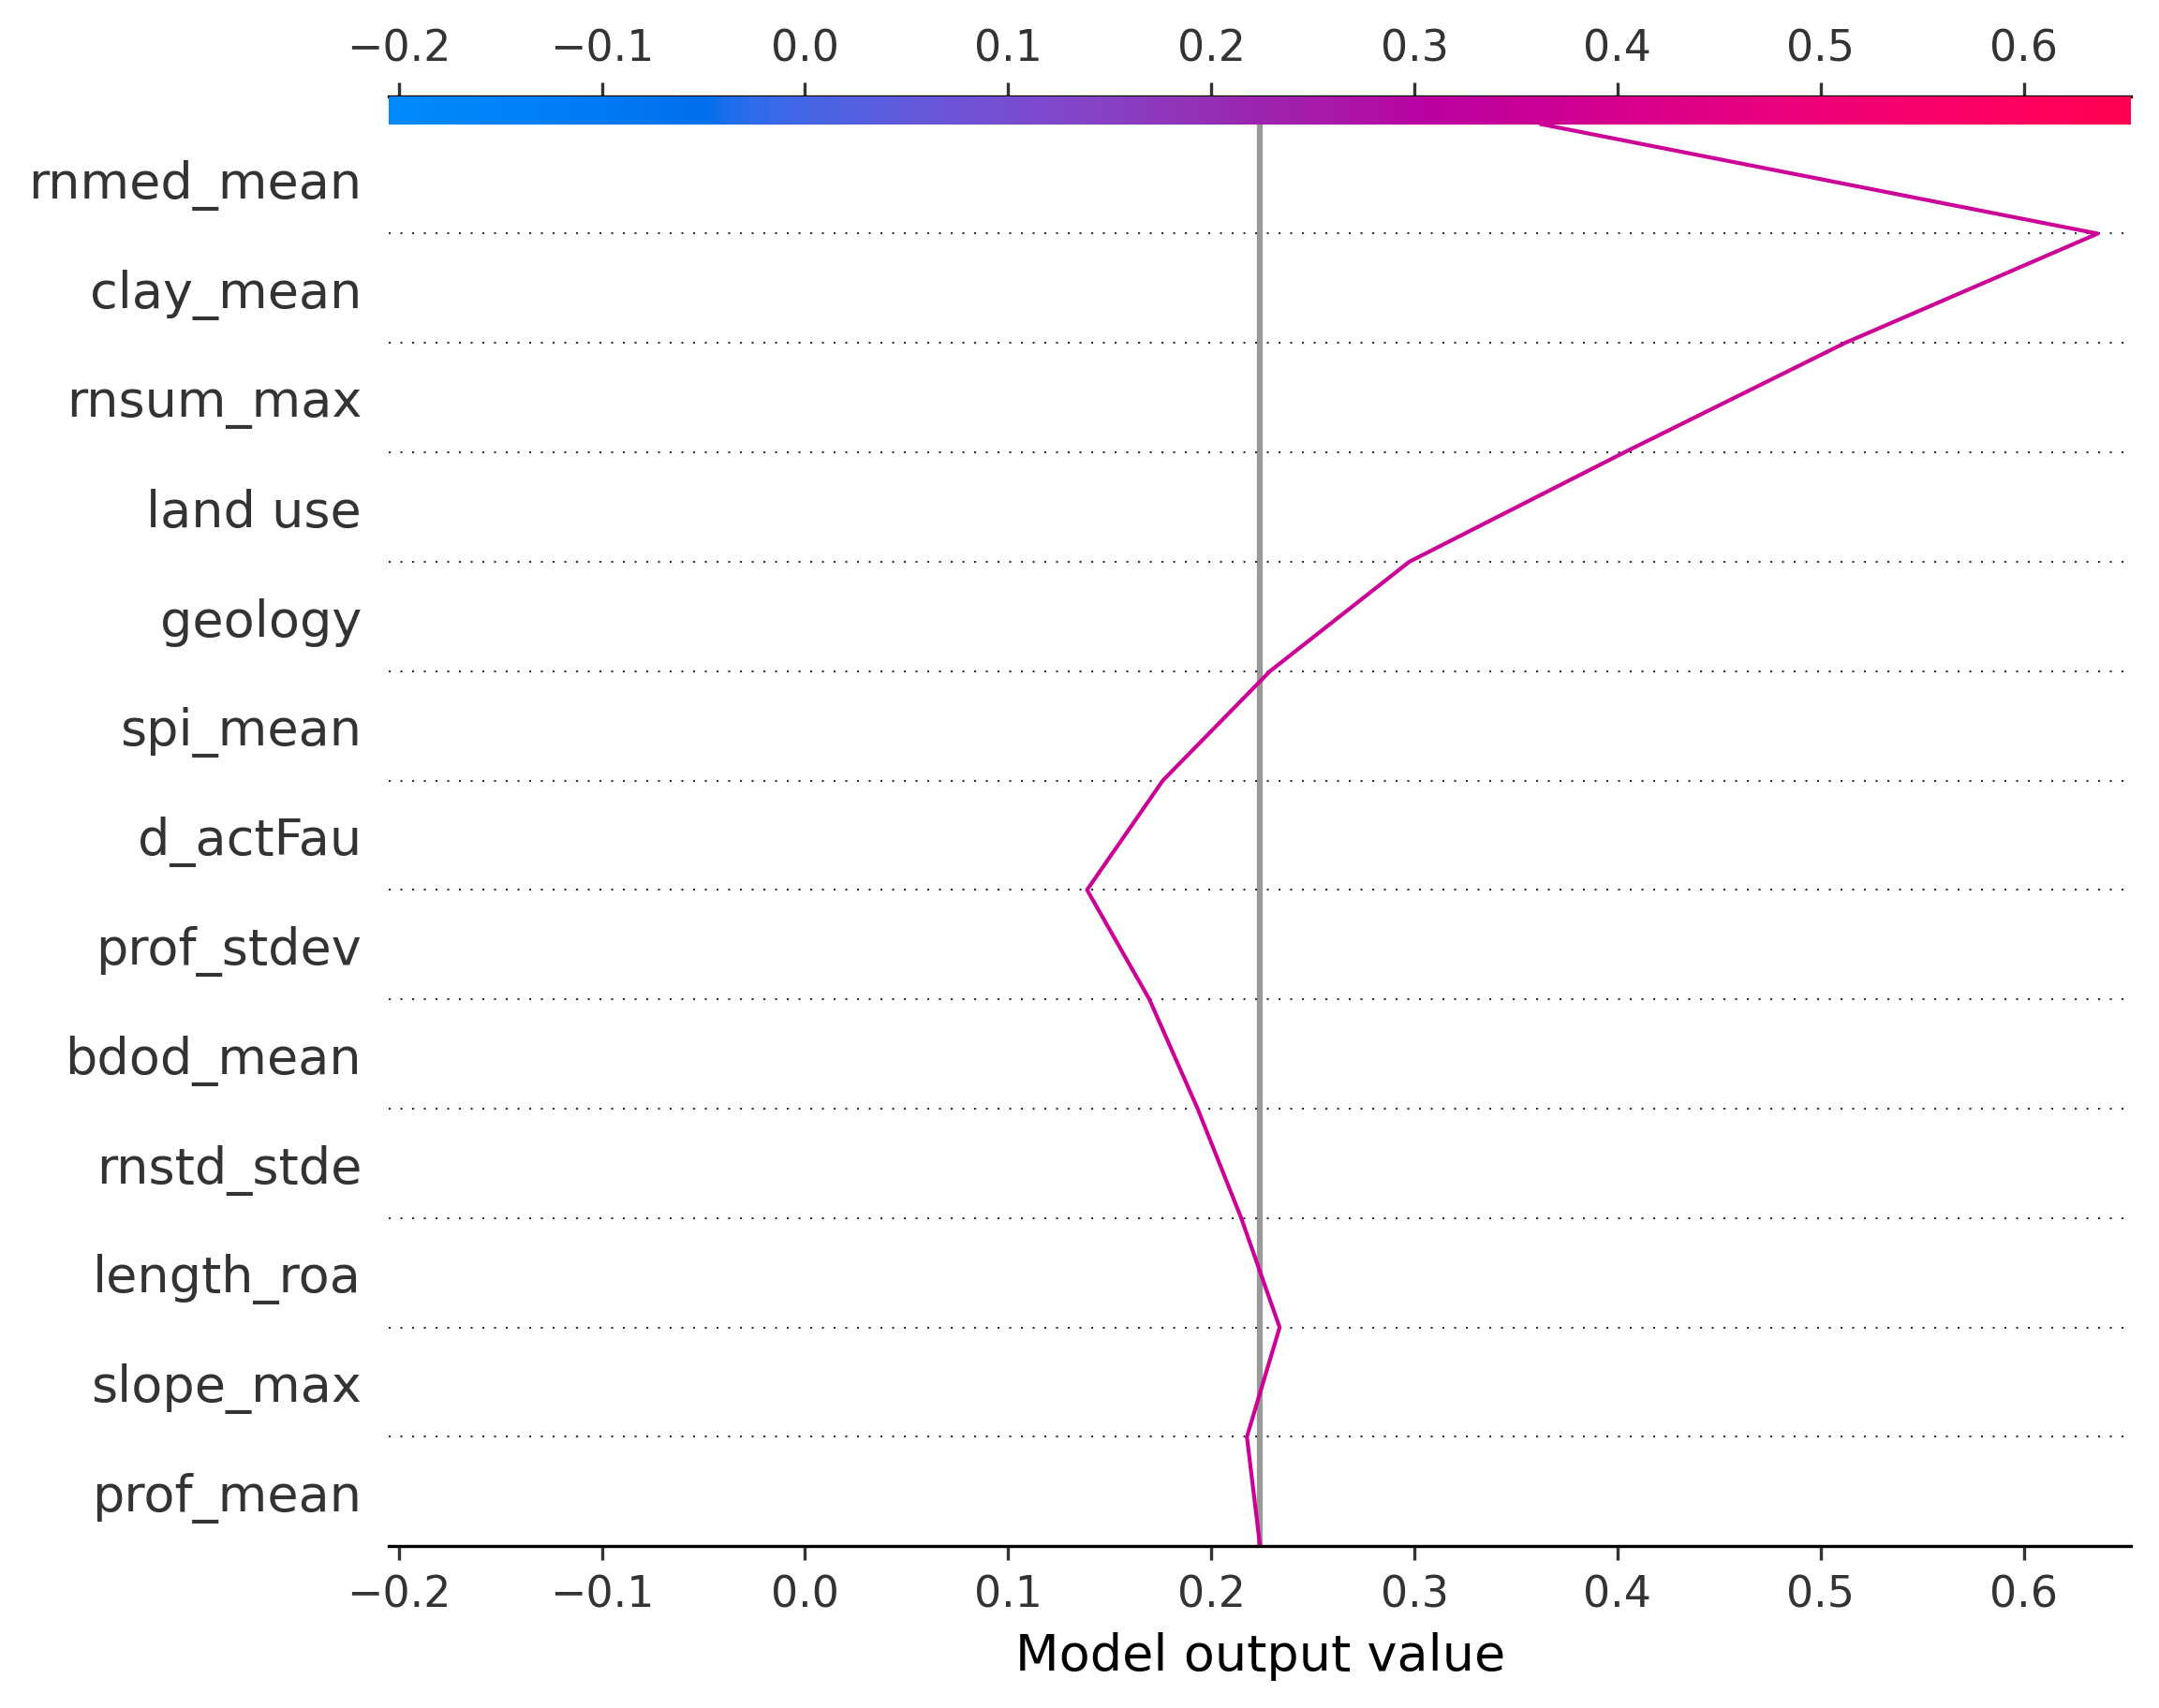 −0.2 −0.1 0.0 0.1 0.2 0.3 0.4 0.5 0.6
rnmed_mean
clay_mean
rnsum_max
land use
geology
spi_mean
d_actFau
prof_stdev
bdod_mean
rnstd_stde
length_roa
slope_max
prof_mean
−0.2 −0.1 0.0 0.1 0.2 0.3 0.4 0.5 0.6
Model output value